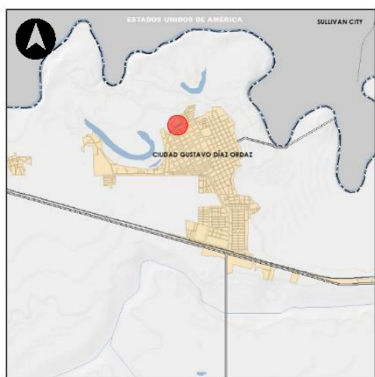 ESTADOS UNIDOS DE AMÉRICA
SULLIVAN CITY
CIUDAD GUSTAVO DÍAZ ORDAZ